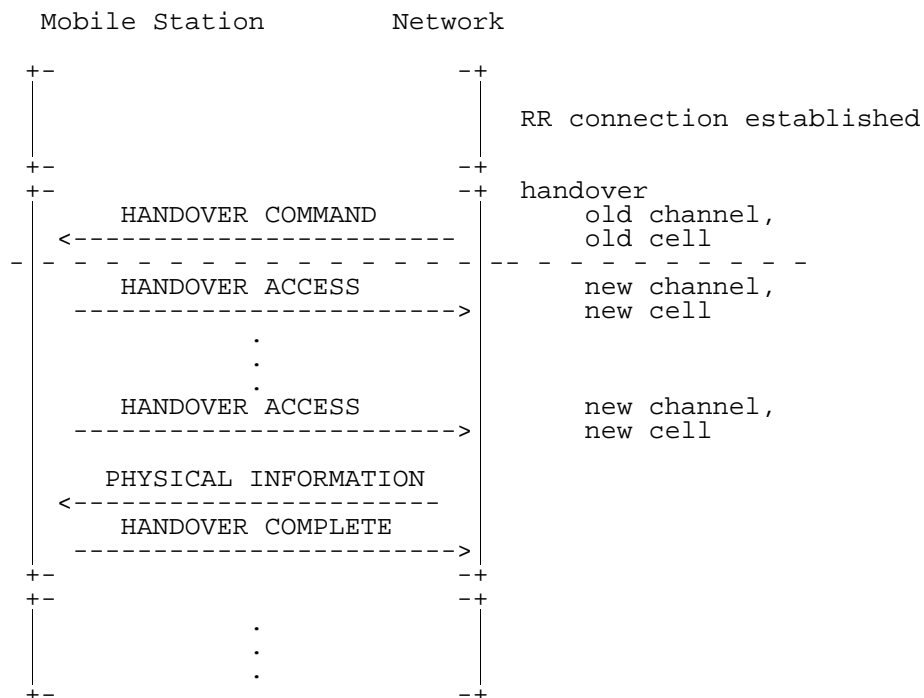 Mobile Station Network
RR connection established
handover
HANDOVER COMMAND old channel,
old cell
HANDOVER ACCESS new channel,
new cell
.
.
.
HANDOVER ACCESS new channel,
new cell
PHYSICAL INFORMATION
HANDOVER COMPLETE
.
.
.